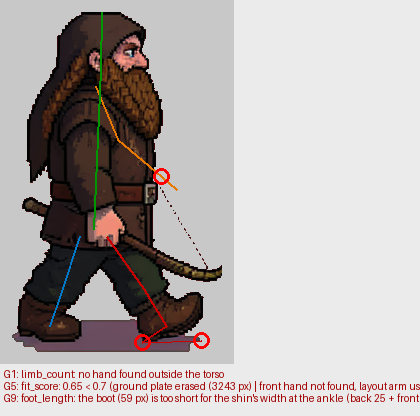 G1: limb_count: no hand found outside the torso
G5: fit_score: 0.65 < 0.7 (ground plate erased (3243 px) | front hand not found, layout arm us
G9: foot_length: the boot (59 px) is too short for the shin's width at the ankle (back 25 + front